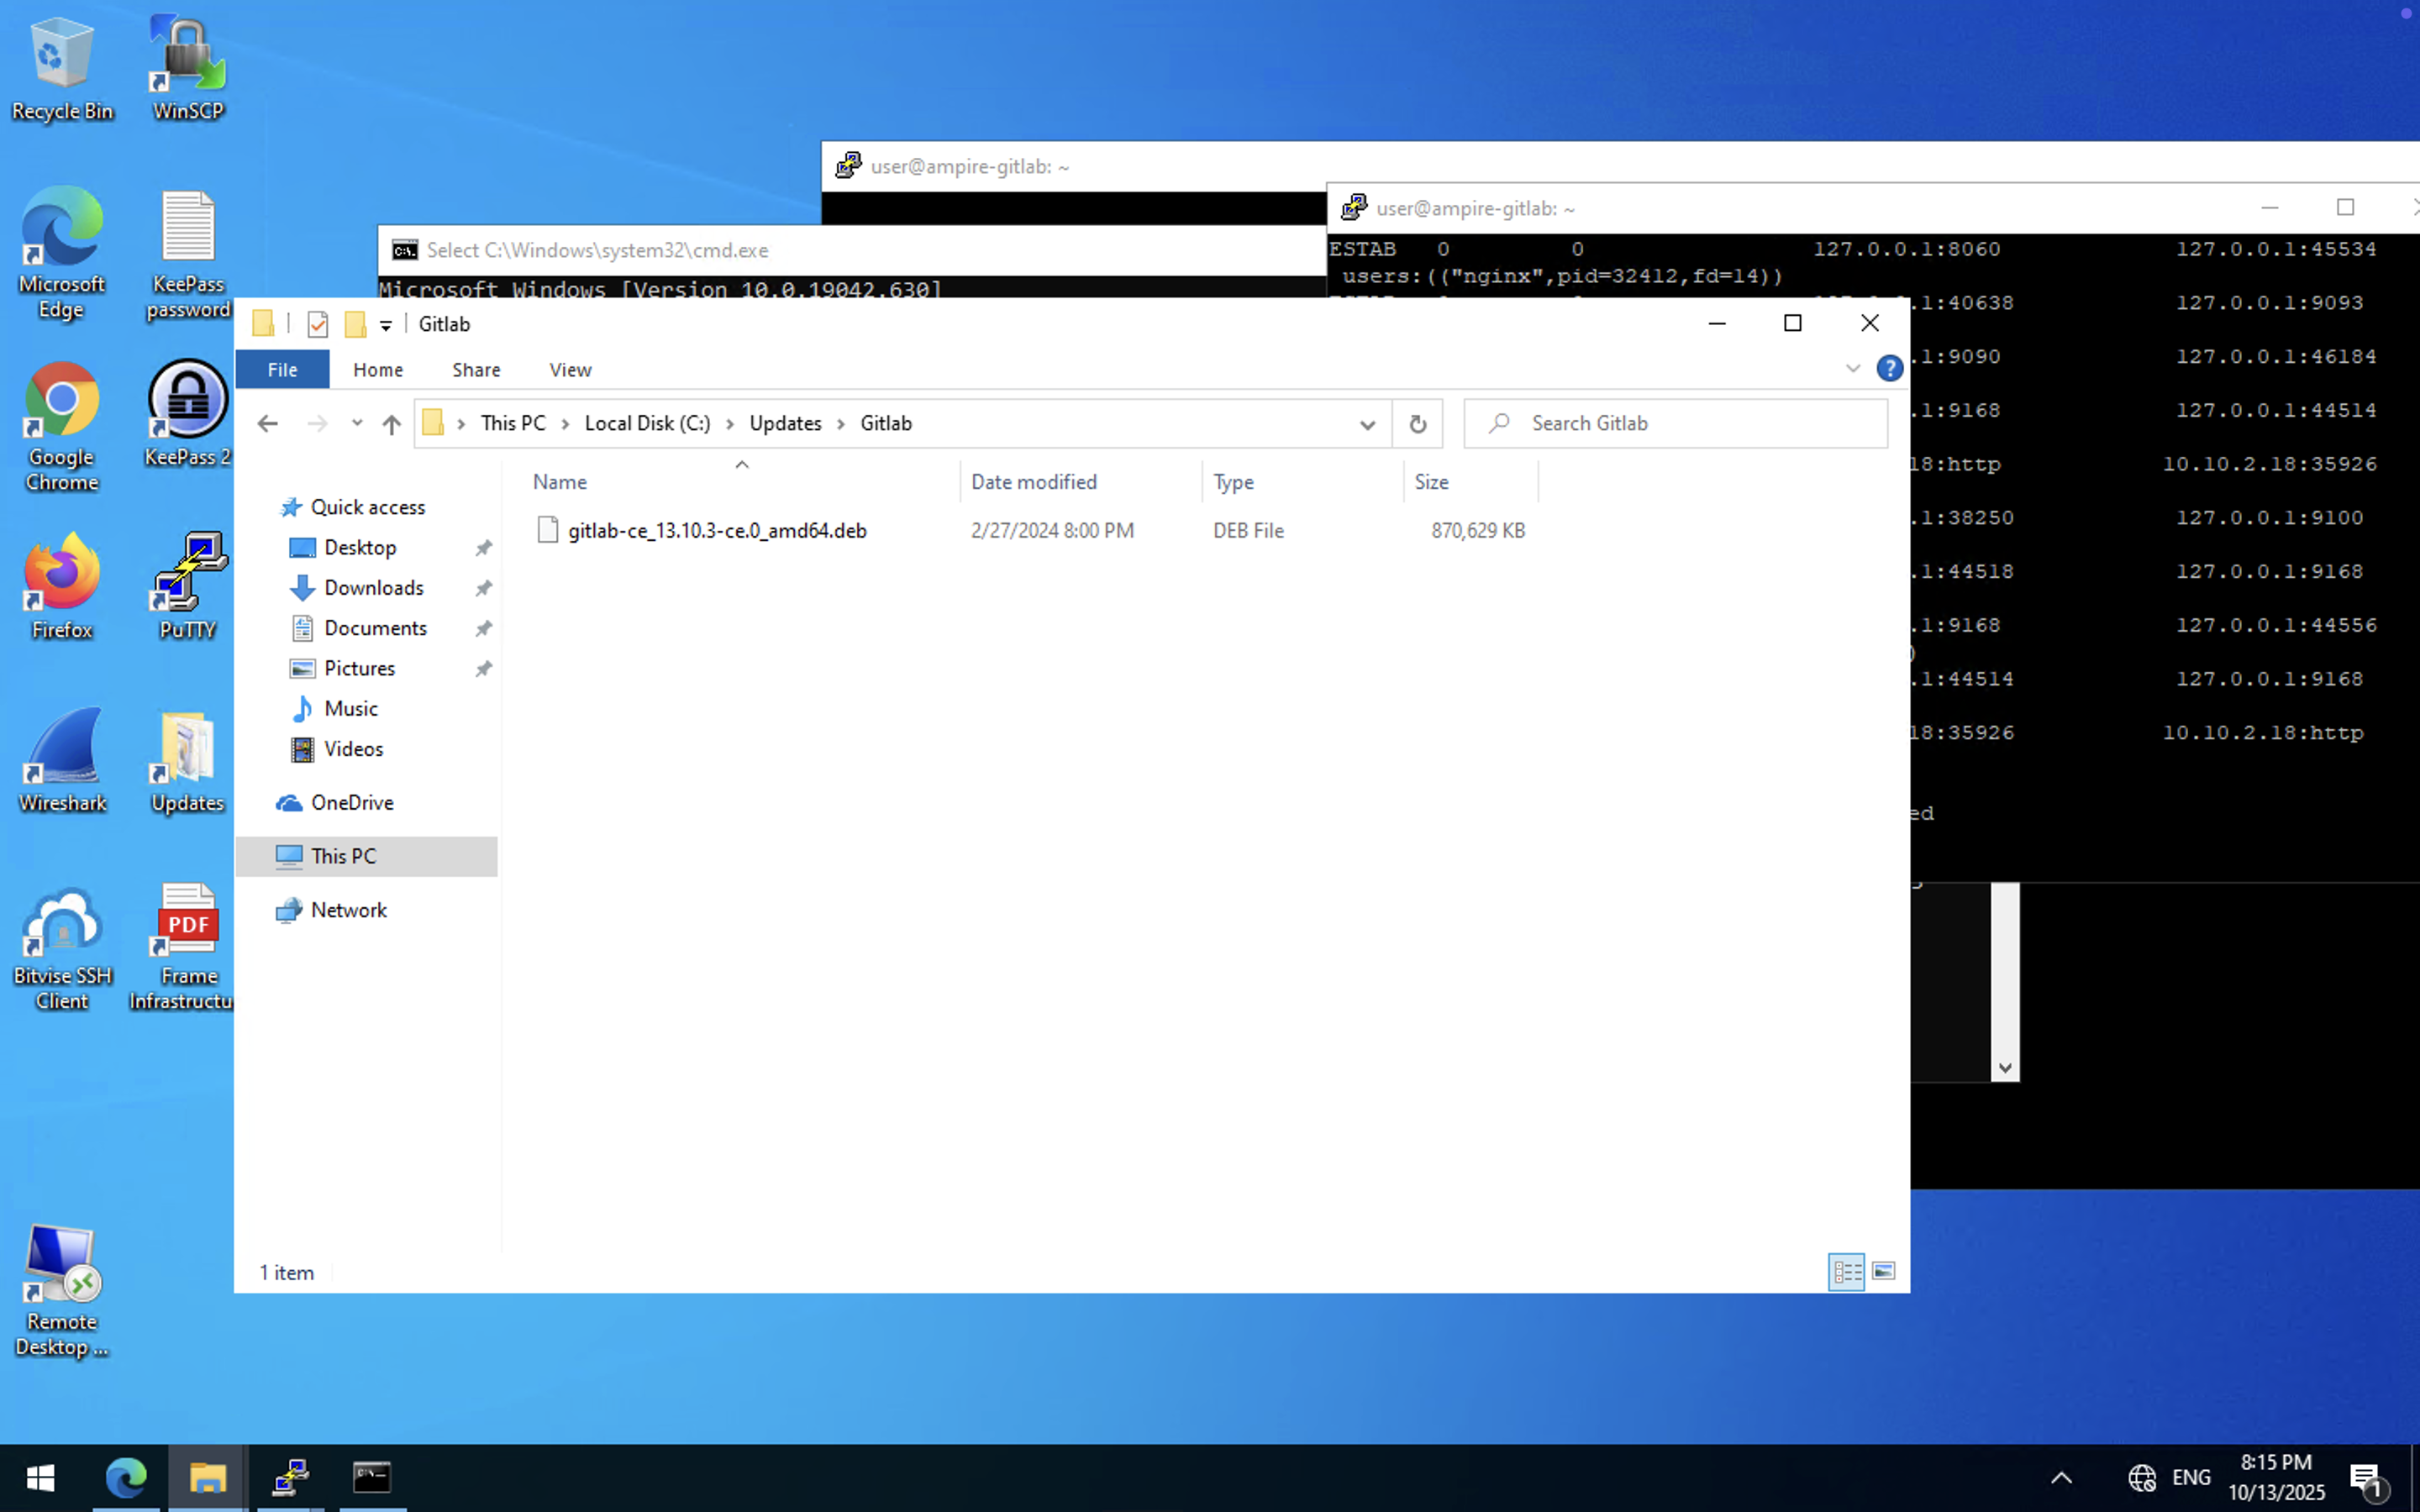 Recycle Bin
WinSCP
Microsoft
Edge
KeePass
password
Google
Chrome
KeePass 2
Firefox
PuTTY
Wireshark
Updates
Bitvise SSH
Client
Frame
Infrastructu
Remote
Desktop ...
user@ampire-gitlab: ~
Select C:\Windows\system32\cmd.exe
Microsoft Windows [Version 10.0.19042.630]
user@ampire-gitlab: ~
ESTAB 0 0 127.0.0.1:8060 127.0.0.1:45534
users:(("nginx",pid=32412,fd=14))
.1:40638 127.0.0.1:9093
.1:9090 127.0.0.1:46184
.1:9168 127.0.0.1:44514
18:http 10.10.2.18:35926
.1:38250 127.0.0.1:9100
.1:44518 127.0.0.1:9168
.1:9168 127.0.0.1:44556
)
.1:44514 127.0.0.1:9168
18:35926 10.10.2.18:http
ed
Gitlab
File Home Share View
This PC > Local Disk (C:) > Updates > Gitlab
Search Gitlab
Name Date modified Type Size
gitlab-ce_13.10.3-ce.0_amd64.deb 2/27/2024 8:00 PM DEB File 870,629 KB
Quick access
Desktop
Downloads
Documents
Pictures
Music
Videos
OneDrive
This PC
Network
1 item
PDF
ENG
8:15 PM
10/13/2025
1